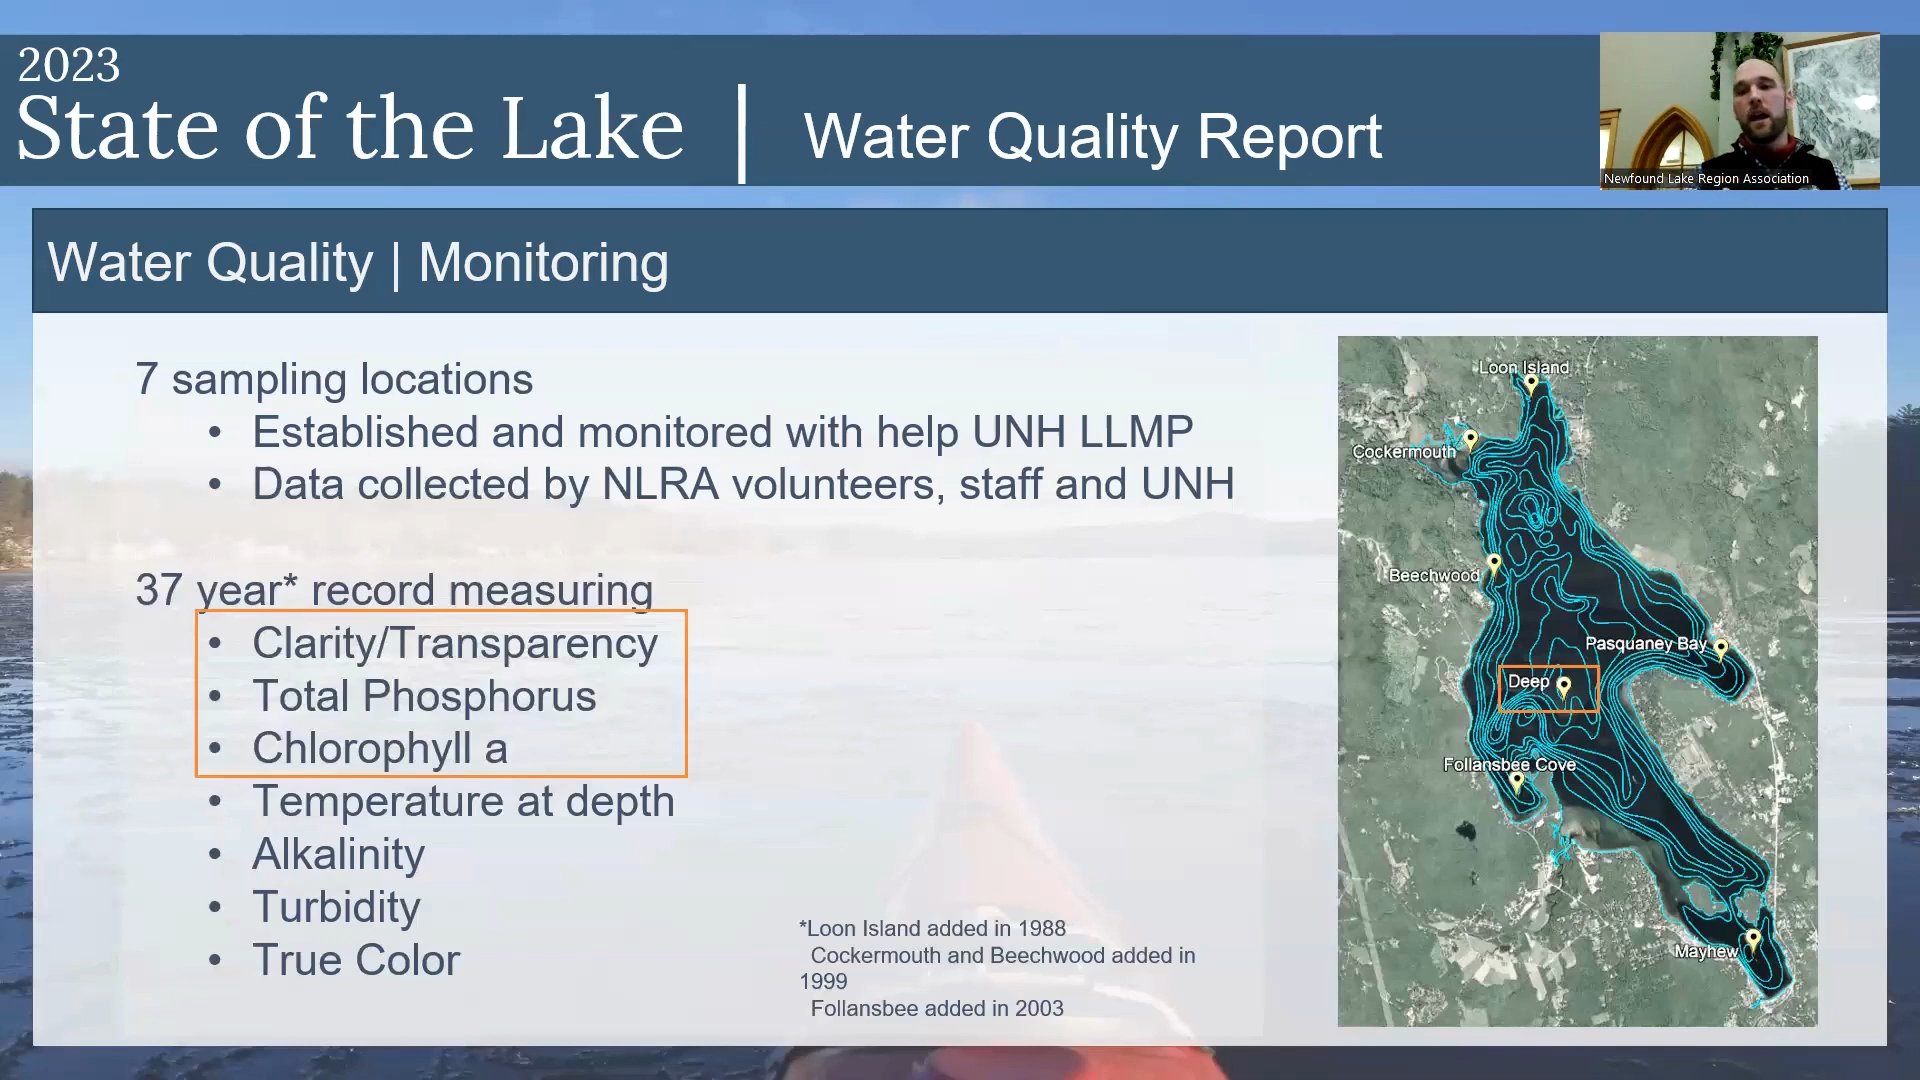 2023
State of the Lake | Water Quality Report
Newfound Lake Region Association
Water Quality | Monitoring
7 sampling locations
• Established and monitored with help UNH LLMP
• Data collected by NLRA volunteers, staff and UNH
37 year* record measuring
• Clarity/Transparency
• Total Phosphorus
• Chlorophyll a
• Temperature at depth
• Alkalinity
• Turbidity
• True Color
*Loon Island added in 1988
Cockermouth and Beechwood added in
1999
Follansbee added in 2003
Loon Island
Cockermouth
Beechwood
Pasquaney Bay
Deep
Follansbee Cove
Mayhew